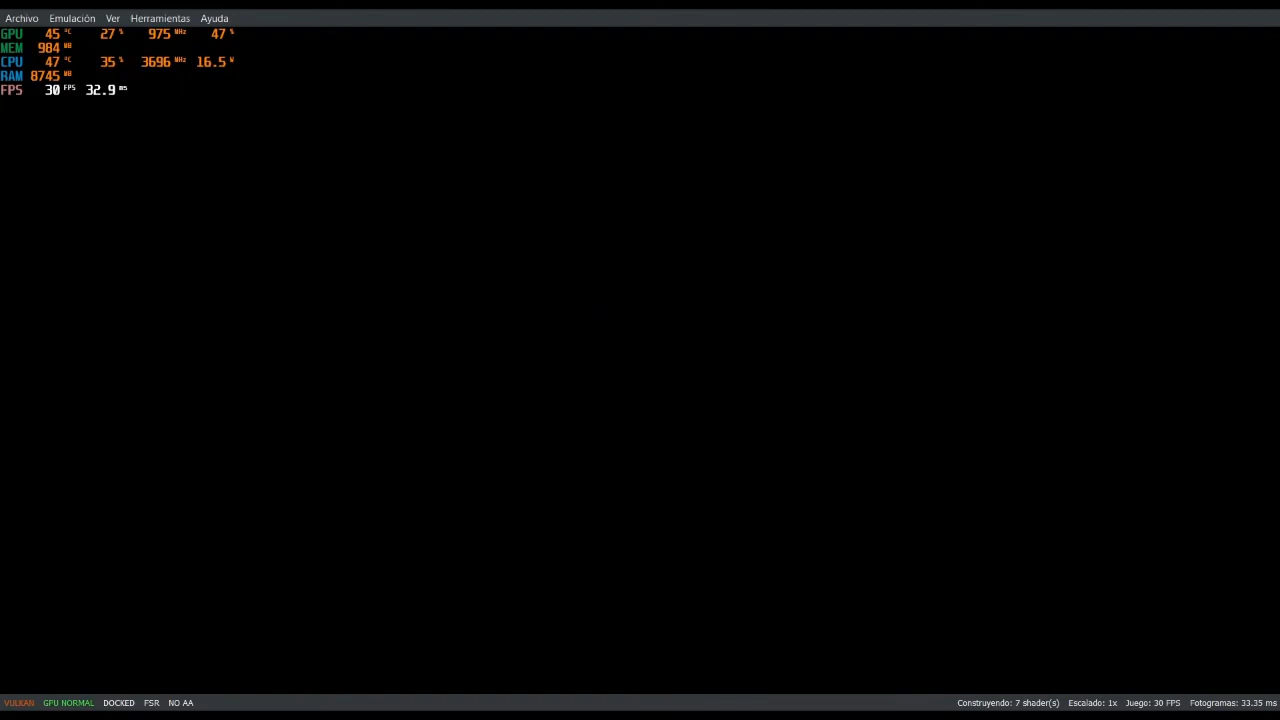 Archivo Emulación Ver Herramientas Ayuda
GPU 45 °C 27 % 975 MHz 47 %
MEM 984 MB
CPU 47 °C 35 % 3696 MHz 16.5 W
RAM 8745 MB
FPS 30 FPS 32.9 ms
VULKAN GPU NORMAL DOCKED FSR NO AA Construyendo: 7 shader(s) Escalado: 1x Juego: 30 FPS Fotogramas: 33.35 ms